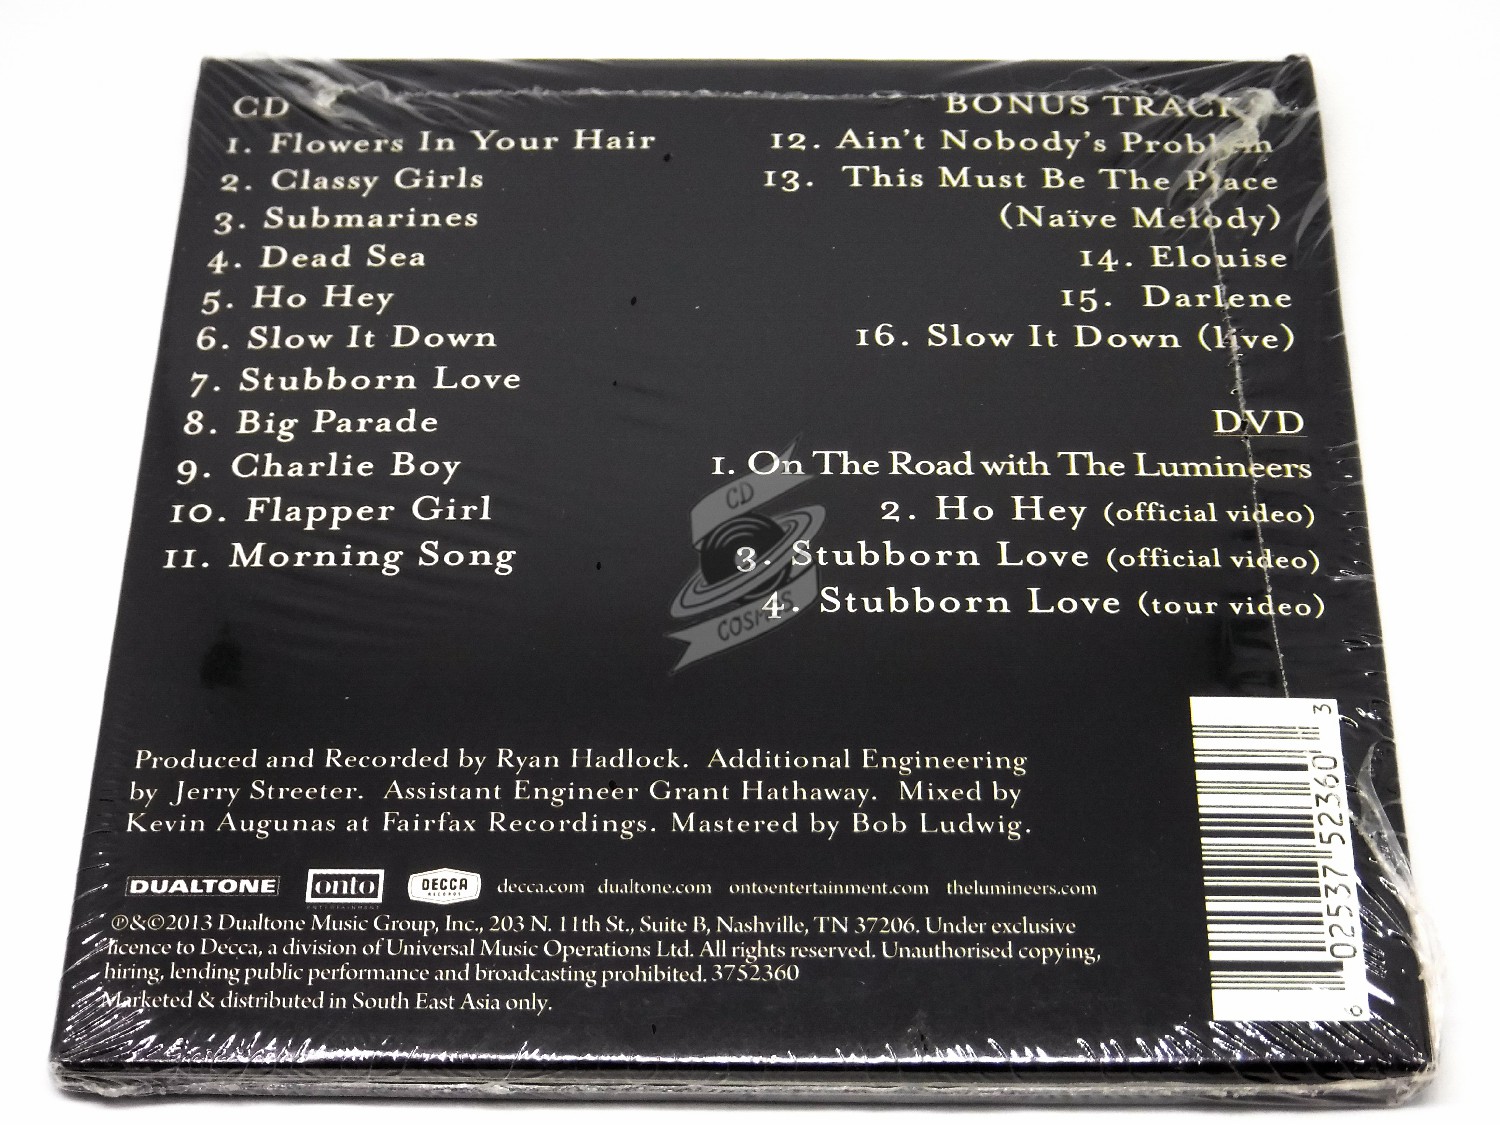 CD
1. Flowers In Your Hair
2. Classy Girls
3. Submarines
4. Dead Sea
5. Ho Hey
6. Slow It Down
7. Stubborn Love
8. Big Parade
9. Charlie Boy
10. Flapper Girl
11. Morning Song
BONUS TRACKS
12. Ain't Nobody's Problem
13. This Must Be The Place
(Naïve Melody)
14. Elouise
15. Darlene
16. Slow It Down (live)
DVD
1. On The Road with The Lumineers
2. Ho Hey (official video)
3. Stubborn Love (official video)
4. Stubborn Love (tour video)
CD
COSMOS
Produced and Recorded by Ryan Hadlock. Additional Engineering
by Jerry Streeter. Assistant Engineer Grant Hathaway. Mixed by
Kevin Augunas at Fairfax Recordings. Mastered by Bob Ludwig.
DUALTONE onto ENTERTAINMENT DECCA RECORDS decca.com dualtone.com ontoentertainment.com thelumineers.com
℗&©2013 Dualtone Music Group, Inc., 203 N. 11th St., Suite B, Nashville, TN 37206. Under exclusive
licence to Decca, a division of Universal Music Operations Ltd. All rights reserved. Unauthorised copying,
hiring, lending public performance and broadcasting prohibited. 3752360
Marketed & distributed in South East Asia only.
6 02537 52360 3